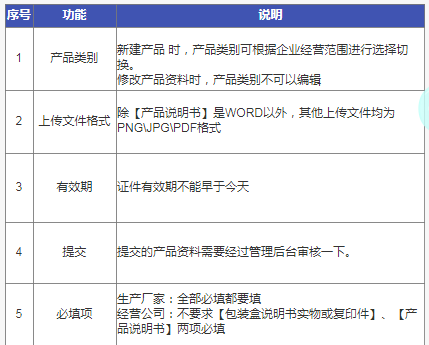 序号 功能 说明
1 产品类别 新建产品 时，产品类别可根据企业经营范围进行选择切
换。
修改产品资料时，产品类别不可以编辑
2 上传文件格式 除【产品说明书】是WORD以外，其他上传文件均为
PNG\JPG\PDF格式
3 有效期 证件有效期不能早于今天
4 提交 提交的产品资料需要经过管理后台审核一下。
5 必填项 生产厂家：全部必填都要填
经营公司：不要求【包装盒说明书实物或复印件】、【产
品说明书】两项必填